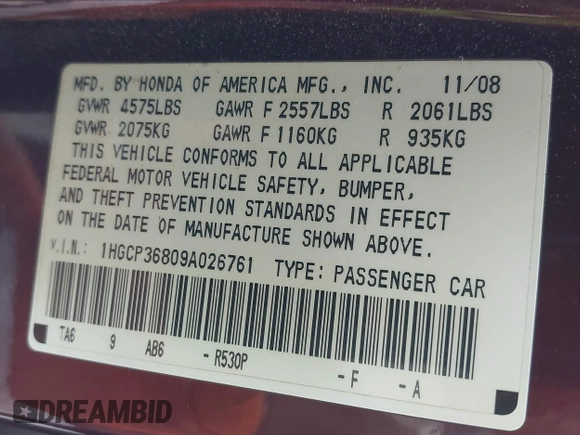 MFD. BY HONDA OF AMERICA MFG., INC. 11/08
GVWR 4575LBS GAWR F 2557LBS R 2061LBS
GVWR 2075KG GAWR F 1160KG R 935KG
THIS VEHICLE CONFORMS TO ALL APPLICABLE
FEDERAL MOTOR VEHICLE SAFETY, BUMPER,
AND THEFT PREVENTION STANDARDS IN EFFECT
ON THE DATE OF MANUFACTURE SHOWN ABOVE.
V.I.N.: 1HGCP36809A026761 TYPE: PASSENGER CAR
TA6 9 AB6 - R530P - F - A
DREAMBID